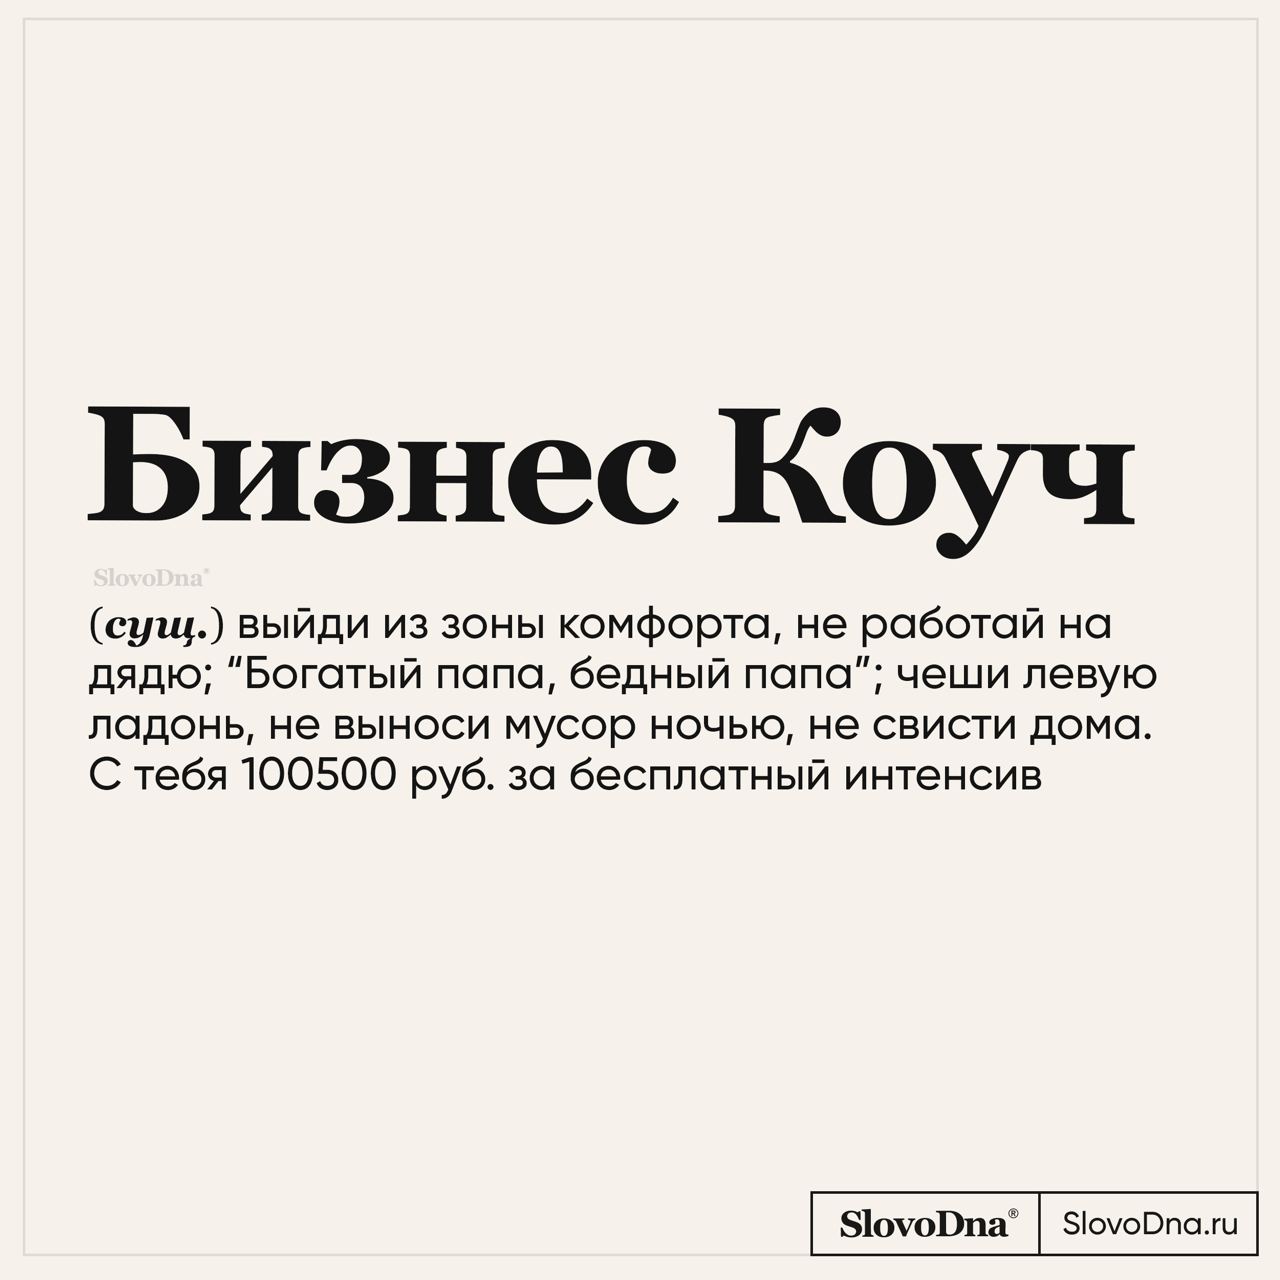 Бизнес Коуч
SlovoDna®
(сущ.) выйди из зоны комфорта, не работай на
дядю; “Богатый папа, бедный папа”; чеши левую
ладонь, не выноси мусор ночью, не свисти дома.
С тебя 100500 руб. за бесплатный интенсив
SlovoDna® SlovoDna.ru